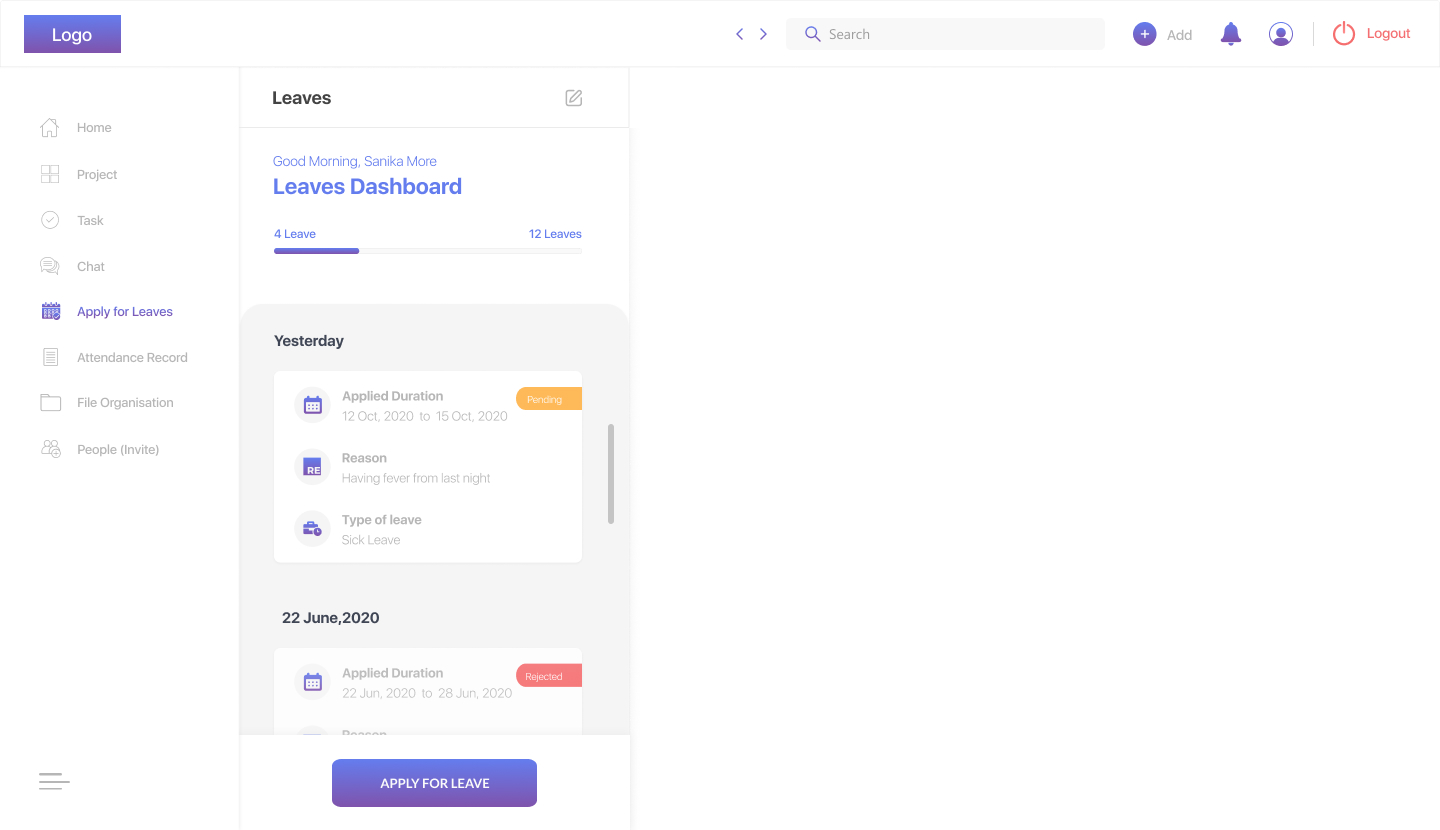 Logo
Search
Add
Logout
Home
Project
Task
Chat
Apply for Leaves
Attendance Record
File Organisation
People (Invite)
Leaves
Good Morning, Sanika More
Leaves Dashboard
4 Leave 12 Leaves
Yesterday
Applied Duration
Pending
12 Oct, 2020 to 15 Oct, 2020
RE
Reason
Having fever from last night
Type of leave
Sick Leave
22 June,2020
Applied Duration
Rejected
22 Jun, 2020 to 28 Jun, 2020
Reason
APPLY FOR LEAVE